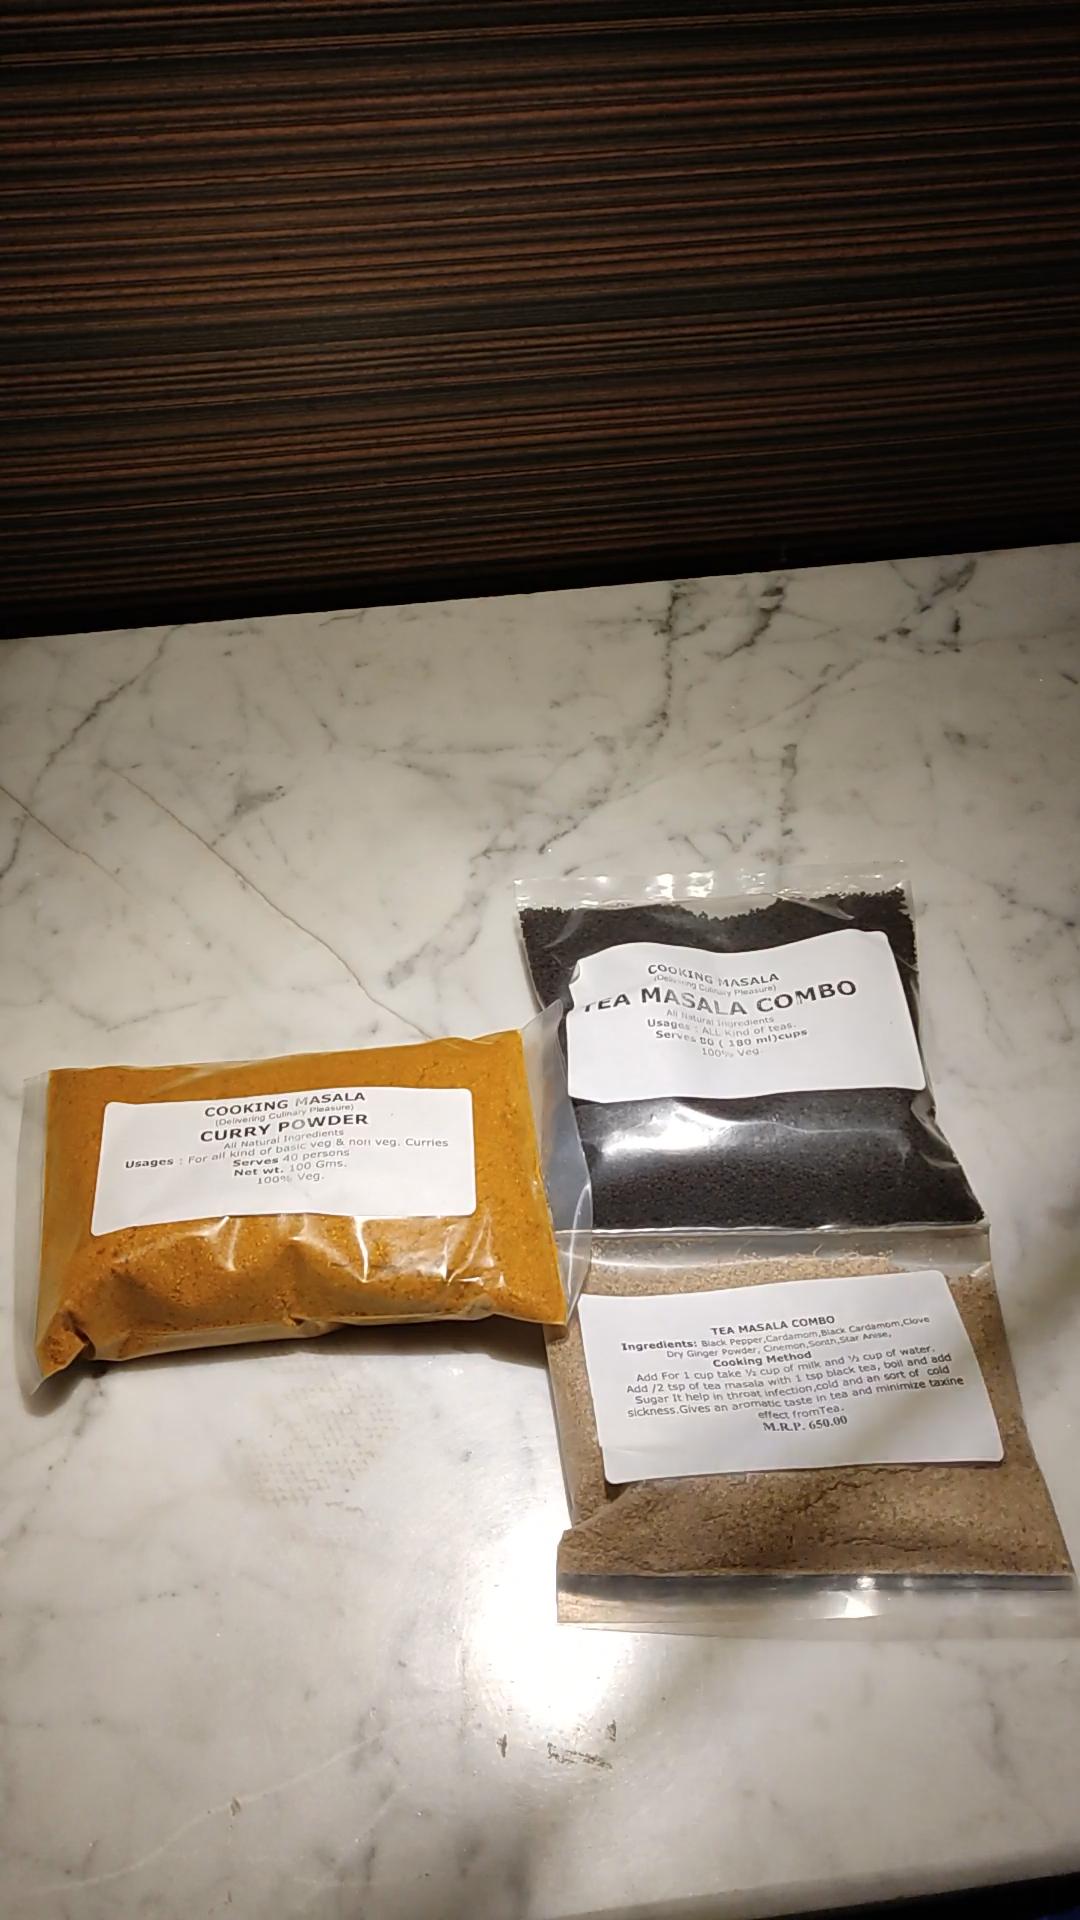 COOKING MASALA
(Delivering Culinary Pleasure)
TEA MASALA COMBO
All Natural Ingredients
Usages : ALL Kind of teas.
Serves 80 ( 180 ml)cups
100% Veg.
COOKING MASALA
(Delivering Culinary Pleasure)
CURRY POWDER
All Natural Ingredients
Usages : For all kind of basic veg & non veg. Curries
Serves 40 persons
Net wt. 100 Gms.
100% Veg.
TEA MASALA COMBO
Ingredients: Black Pepper,Cardamom,Black Cardamom,Clove
Dry Ginger Powder, Cinemon,Sonth,Star Anise,
Cooking Method
Add For 1 cup take ½ cup of milk and ½ cup of water.
Add /2 tsp of tea masala with 1 tsp black tea, boil and add
Sugar It help in throat infection,cold and an sort of cold
sickness.Gives an aromatic taste in tea and minimize taxine
effect fromTea.
M.R.P. 650.00